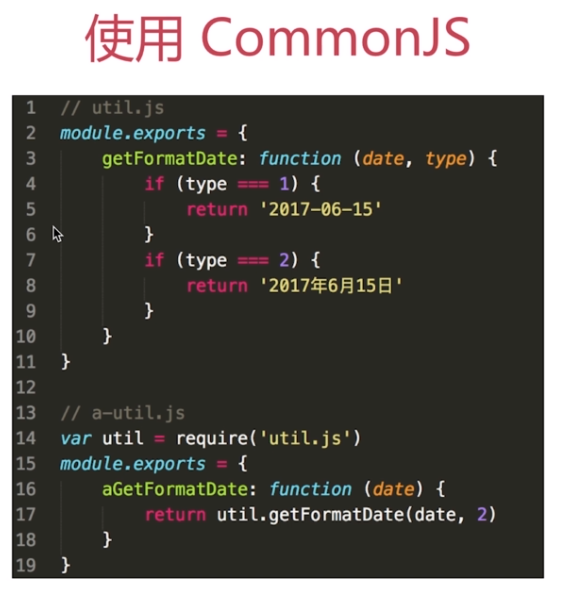 使用 CommonJS
1 // util.js
2 module.exports = {
3 getFormatDate: function (date, type) {
4 if (type === 1) {
5 return '2017-06-15'
6 }
7 if (type === 2) {
8 return '2017年6月15日'
9 }
10 }
11 }
12
13 // a-util.js
14 var util = require('util.js')
15 module.exports = {
16 aGetFormatDate: function (date) {
17 return util.getFormatDate(date, 2)
18 }
19 }